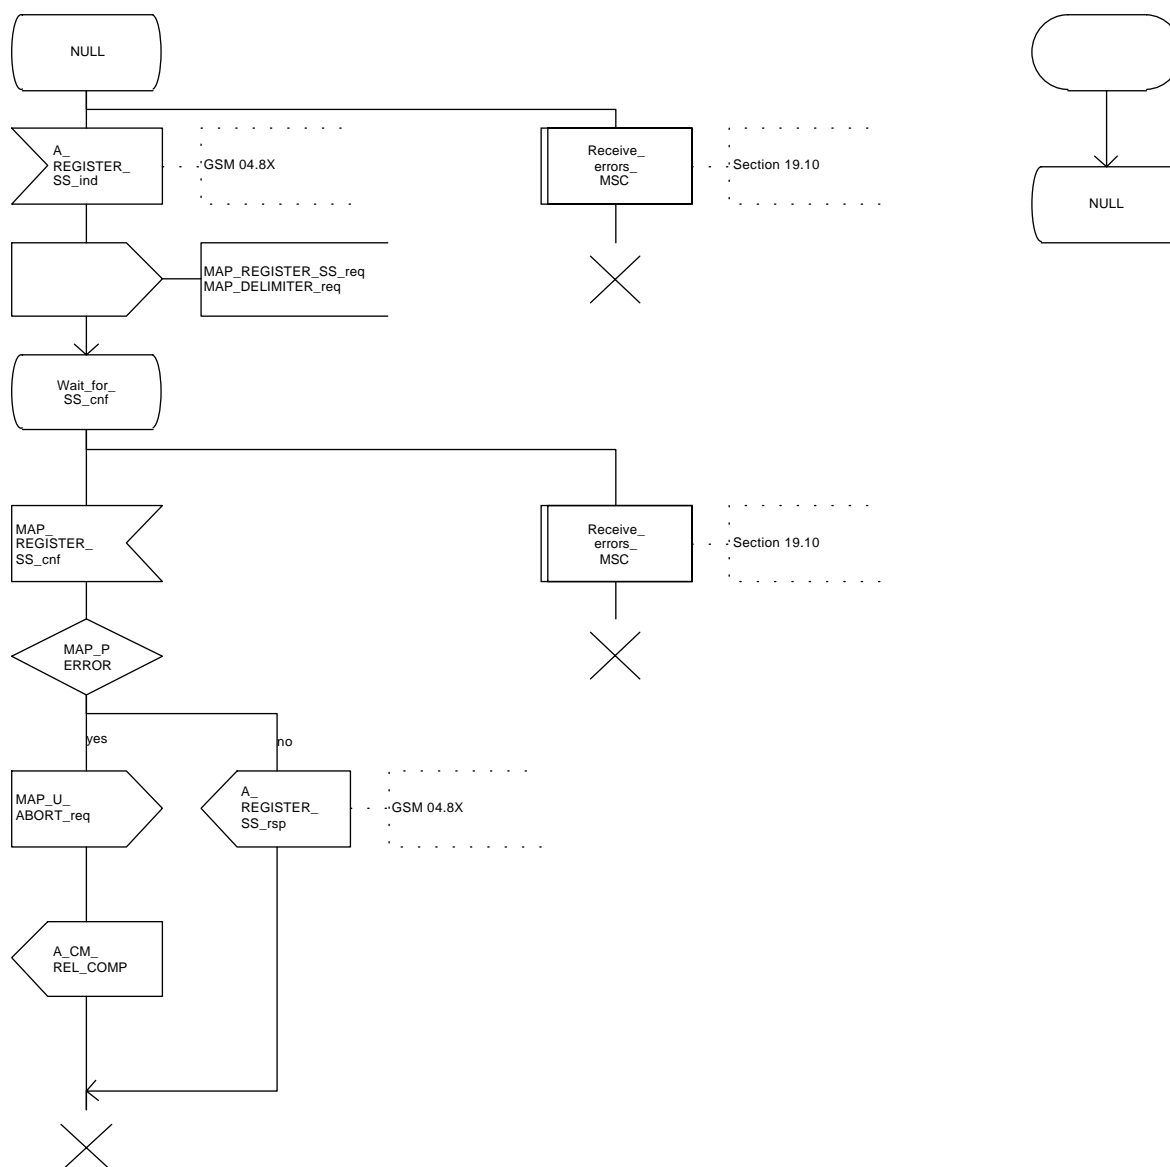 NULL
A_
REGISTER_
SS_ind
GSM 04.8X
Receive_
errors_
MSC
Section 19.10
NULL
MAP_REGISTER_SS_req
MAP_DELIMITER_req
Wait_for_
SS_cnf
MAP_
REGISTER_
SS_cnf
Receive_
errors_
MSC
Section 19.10
MAP_P
ERROR
yes
no
MAP_U_
ABORT_req
A_
REGISTER_
SS_rsp
GSM 04.8X
A_CM_
REL_COMP